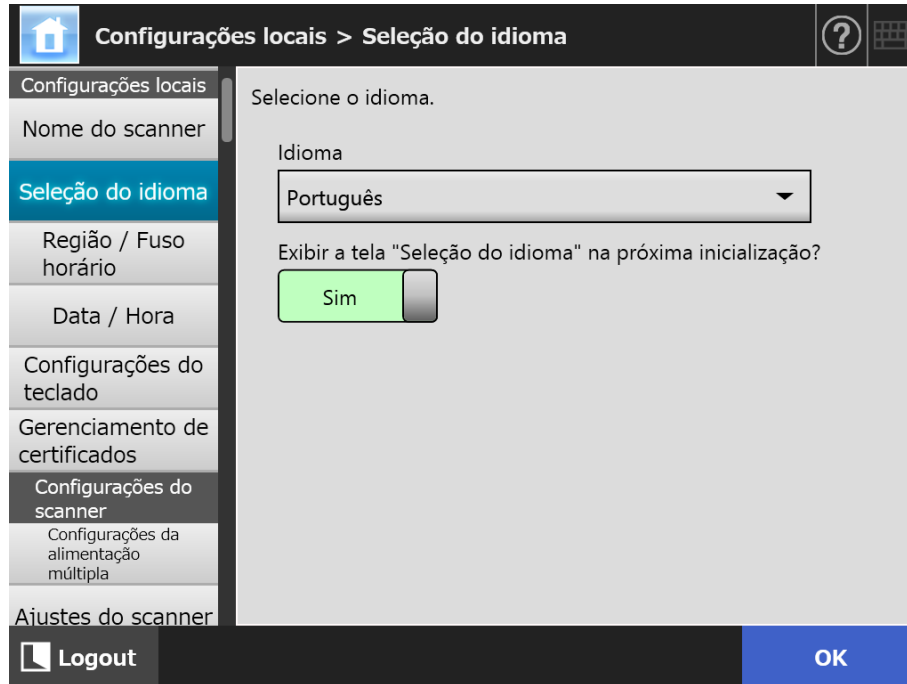 Configurações locais > Seleção do idioma
?
Configurações locais
Nome do scanner
Seleção do idioma
Região / Fuso
horário
Data / Hora
Configurações do
teclado
Gerenciamento de
certificados
Configurações do
scanner
Configurações da
alimentação
múltipla
Ajustes do scanner
Selecione o idioma.
Idioma
Português
Exibir a tela "Seleção do idioma" na próxima inicialização?
Sim
Logout
OK